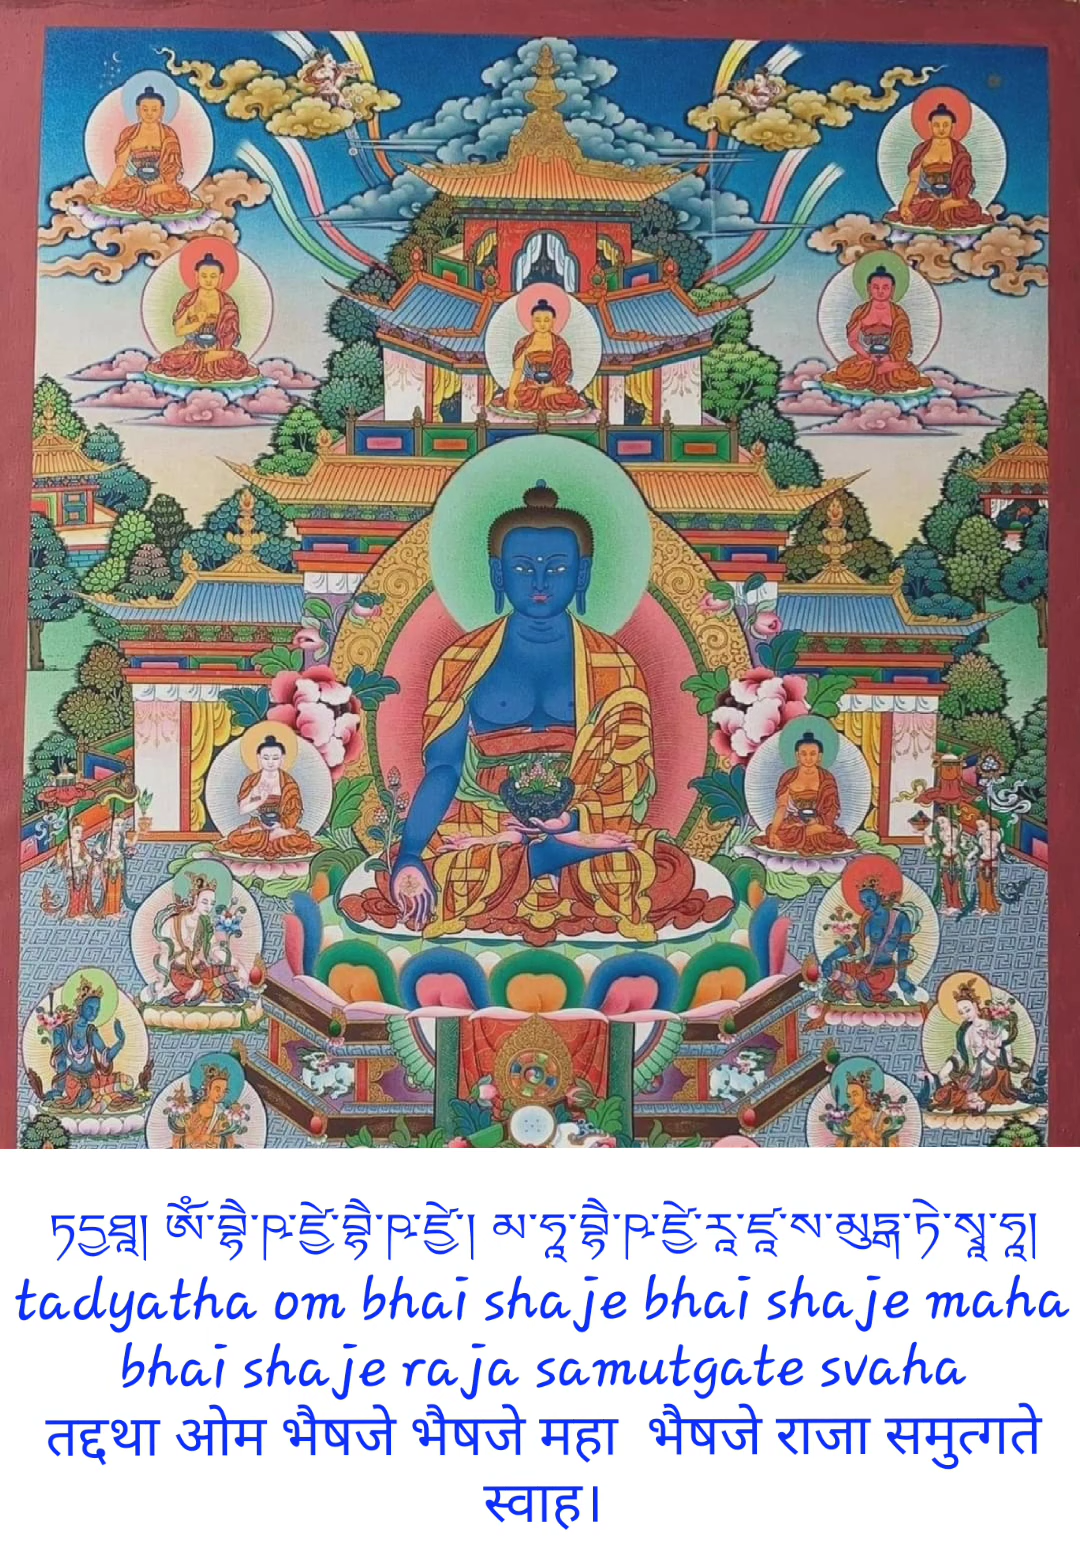 ཏདྱཐཱ། ༀ་བྷཻ་ཥ་ཛྱེ་བྷཻ་ཥ་ཛྱེ། མ་ཧཱ་བྷཻ་ཥ་ཛྱེ་རཱ་ཛཱ་ས་མུདྒ་ཏེ་སྭཱ་ཧཱ།
tadyatha om bhai shaje bhai shaje maha
bhai shaje raja samutgate svaha
तद्दथा ओम भैषजे भैषजे महा  भैषजे राजा समुत्गते
स्वाह।